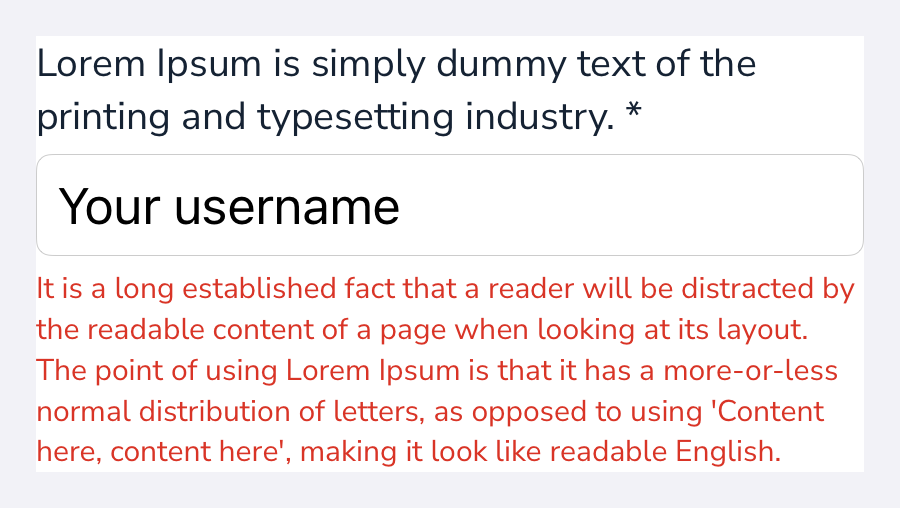 Lorem Ipsum is simply dummy text of the
printing and typesetting industry. *
Your username
It is a long established fact that a reader will be distracted by
the readable content of a page when looking at its layout.
The point of using Lorem Ipsum is that it has a more-or-less
normal distribution of letters, as opposed to using 'Content
here, content here', making it look like readable English.